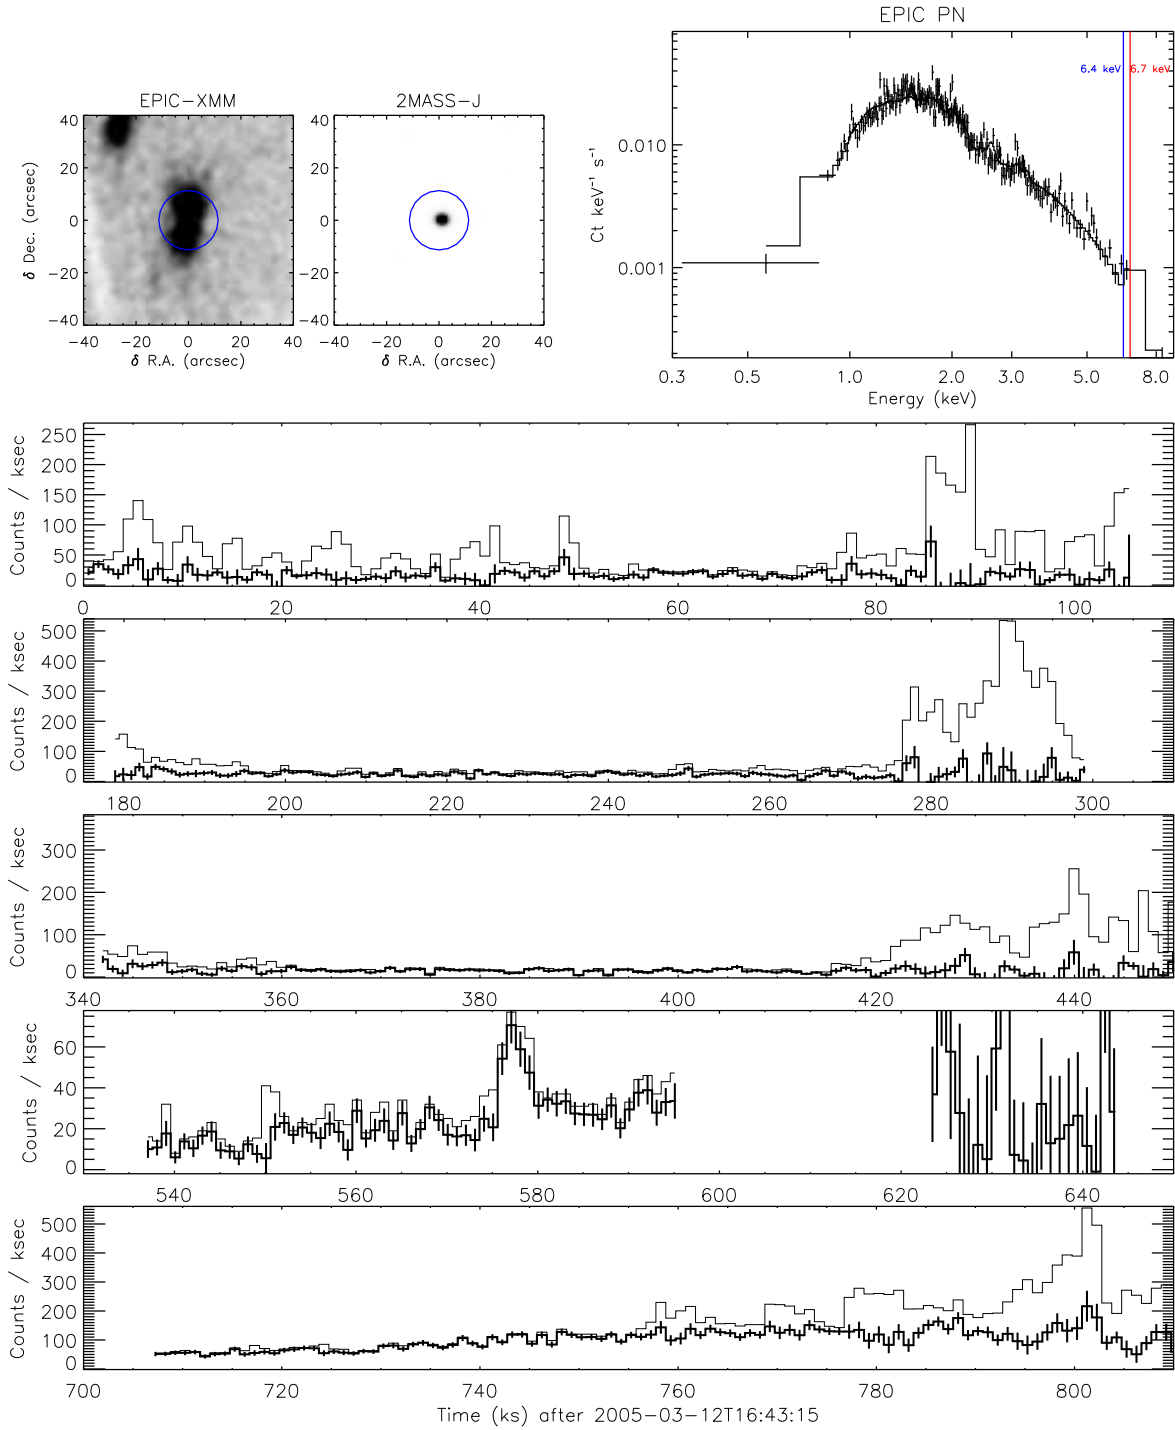 EPIC PN
EPIC−XMM
2MASS−J
6.4 keV
6.7 keV
40
20
0
−20
−40
δ Dec. (arcsec)
−40 −20 0 20 40
δ R.A. (arcsec)
−40 −20 0 20 40
δ R.A. (arcsec)
0.010
0.001
Ct keV⁻¹ s⁻¹
0.3 0.5 1.0 2.0 3.0 5.0 8.0
Energy (keV)
250
200
150
100
50
0
Counts / ksec
0 20 40 60 80 100
500
400
300
200
100
0
Counts / ksec
180 200 220 240 260 280 300
300
200
100
0
Counts / ksec
340 360 380 400 420 440
60
40
20
0
Counts / ksec
540 560 580 600 620 640
500
400
300
200
100
0
Counts / ksec
700 720 740 760 780 800
Time (ks) after 2005−03−12T16:43:15